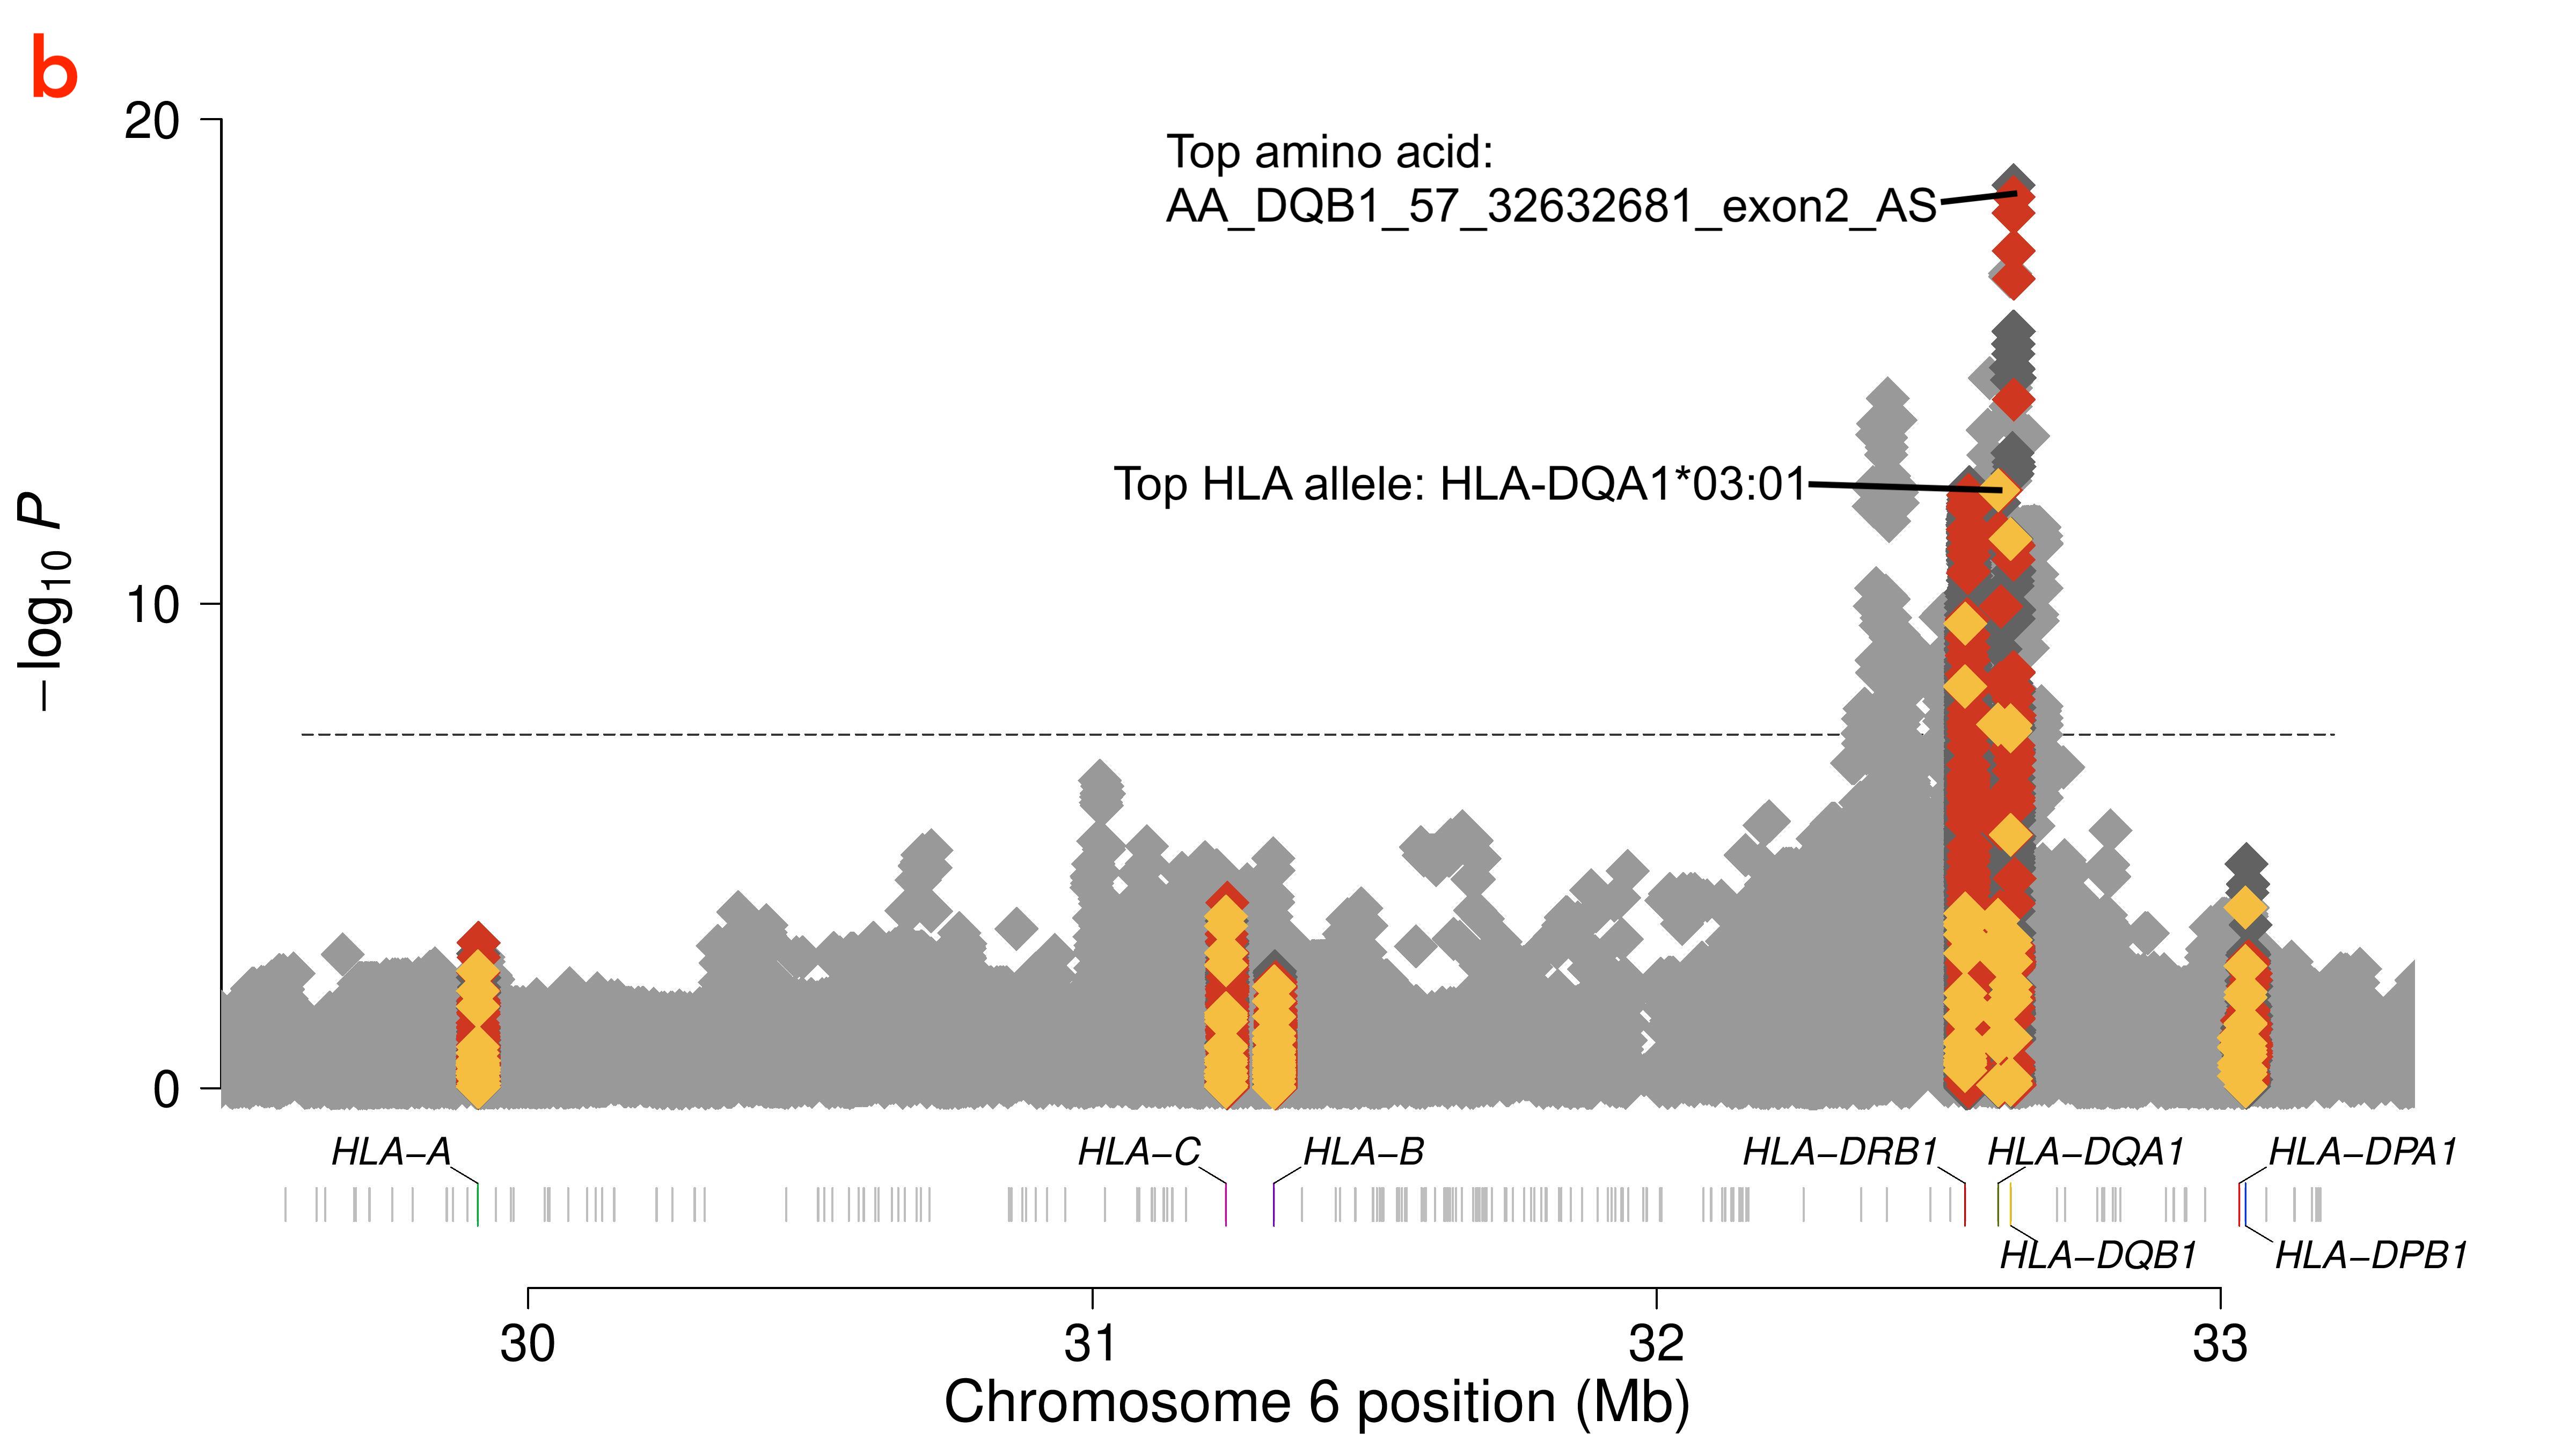 b
20
Top amino acid:
AA_DQB1_57_32632681_exon2_AS
Top HLA allele: HLA-DQA1*03:01
10
−log10 P
0
HLA−A
HLA−C
HLA−B
HLA−DRB1
HLA−DQA1
HLA−DPA1
HLA−DQB1
HLA−DPB1
30 31 32 33
Chromosome 6 position (Mb)